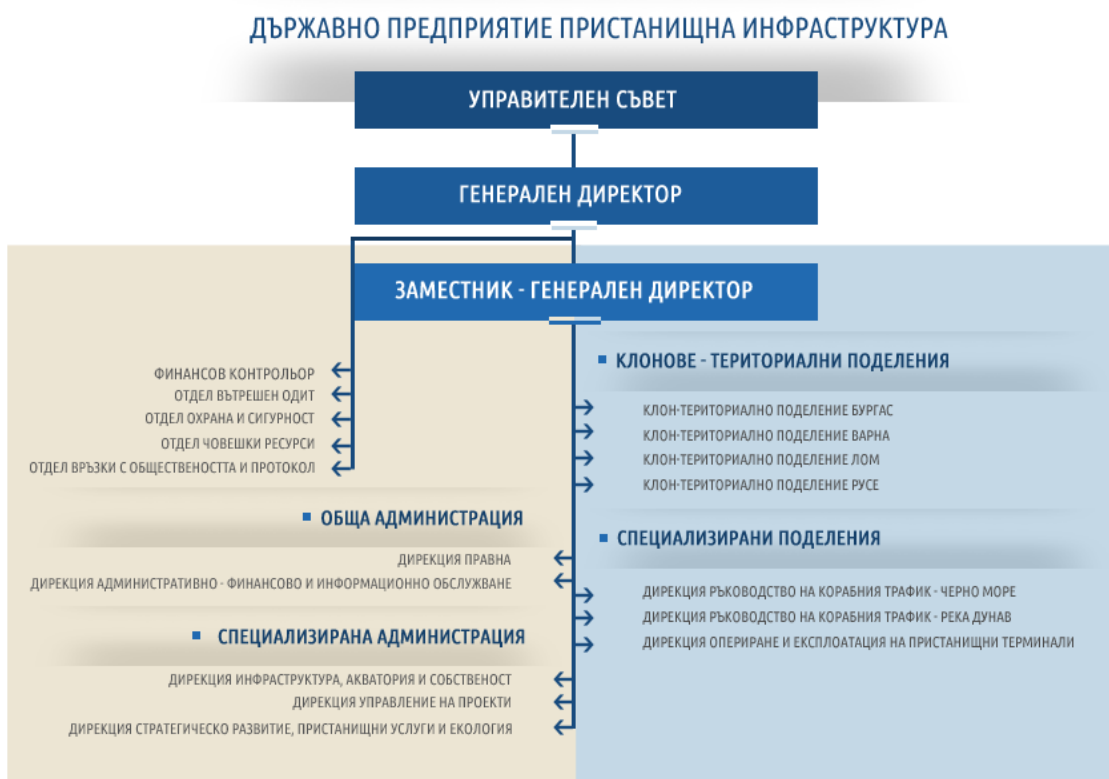 ДЪРЖАВНО ПРЕДПРИЯТИЕ ПРИСТАНИЩНА ИНФРАСТРУКТУРА
УПРАВИТЕЛЕН СЪВЕТ
ГЕНЕРАЛЕН ДИРЕКТОР
ЗАМЕСТНИК - ГЕНЕРАЛЕН ДИРЕКТОР
ФИНАНСОВ КОНТРОЛЬОР
ОТДЕЛ ВЪТРЕШЕН ОДИТ
ОТДЕЛ ОХРАНА И СИГУРНОСТ
ОТДЕЛ ЧОВЕШКИ РЕСУРСИ
ОТДЕЛ ВРЪЗКИ С ОБЩЕСТВЕНОСТТА И ПРОТОКОЛ
ОБЩА АДМИНИСТРАЦИЯ
ДИРЕКЦИЯ ПРАВНА
ДИРЕКЦИЯ АДМИНИСТРАТИВНО - ФИНАНСОВО И ИНФОРМАЦИОННО ОБСЛУЖВАНЕ
СПЕЦИАЛИЗИРАНА АДМИНИСТРАЦИЯ
ДИРЕКЦИЯ ИНФРАСТРУКТУРА, АКВАТОРИЯ И СОБСТВЕНОСТ
ДИРЕКЦИЯ УПРАВЛЕНИЕ НА ПРОЕКТИ
ДИРЕКЦИЯ СТРАТЕГИЧЕСКО РАЗВИТИЕ, ПРИСТАНИЩНИ УСЛУГИ И ЕКОЛОГИЯ
КЛОНОВЕ - ТЕРИТОРИАЛНИ ПОДЕЛЕНИЯ
КЛОН-ТЕРИТОРИАЛНО ПОДЕЛЕНИЕ БУРГАС
КЛОН-ТЕРИТОРИАЛНО ПОДЕЛЕНИЕ ВАРНА
КЛОН-ТЕРИТОРИАЛНО ПОДЕЛЕНИЕ ЛОМ
КЛОН-ТЕРИТОРИАЛНО ПОДЕЛЕНИЕ РУСЕ
СПЕЦИАЛИЗИРАНИ ПОДЕЛЕНИЯ
ДИРЕКЦИЯ РЪКОВОДСТВО НА КОРАБНИЯ ТРАФИК - ЧЕРНО МОРЕ
ДИРЕКЦИЯ РЪКОВОДСТВО НА КОРАБНИЯ ТРАФИК - РЕКА ДУНАВ
ДИРЕКЦИЯ ОПЕРИРАНЕ И ЕКСПЛОАТАЦИЯ НА ПРИСТАНИЩНИ ТЕРМИНАЛИ